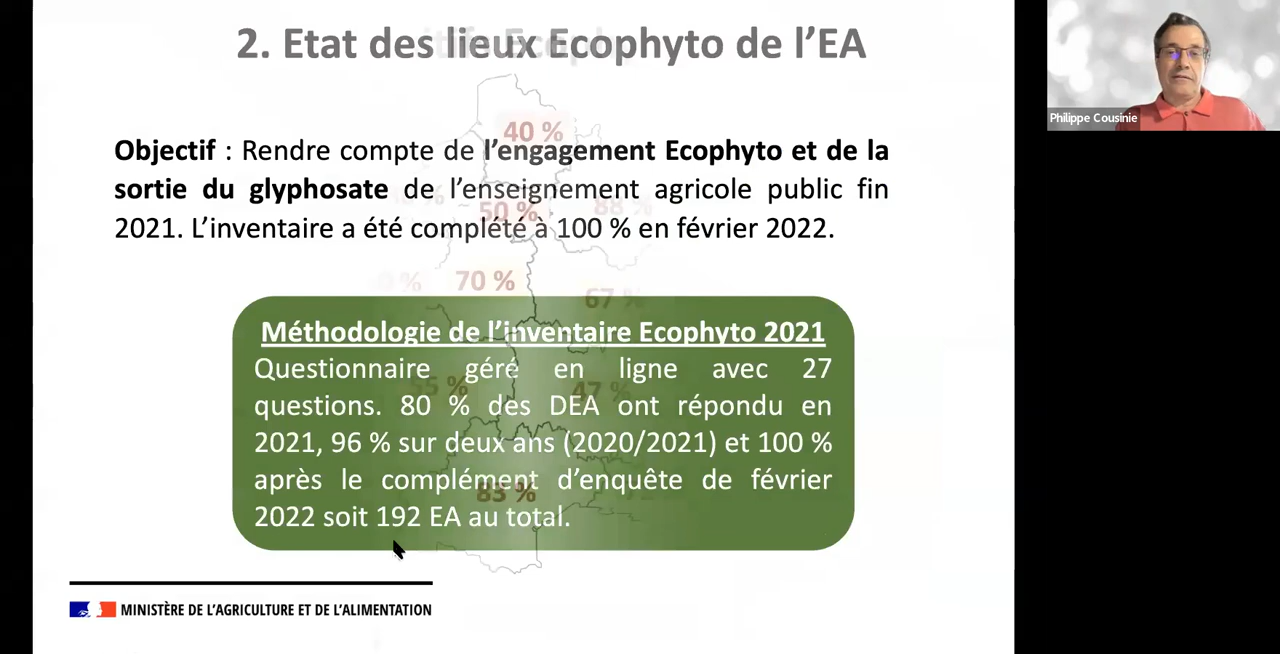 2. Etat des lieux Ecophyto de l’EA
Philippe Cousinie
40 %
Objectif : Rendre compte de l’engagement Ecophyto et de la
sortie du glyphosate de l’enseignement agricole public fin
50 %
88 %
2021. L’inventaire a été complété à 100 % en février 2022.
70 %
67 %
Méthodologie de l’inventaire Ecophyto 2021
Questionnaire géré en ligne avec 27
55 %
47 %
questions. 80 % des DEA ont répondu en
2021, 96 % sur deux ans (2020/2021) et 100 %
après le complément d’enquête de février
83 %
2022 soit 192 EA au total.
MINISTÈRE DE L’AGRICULTURE ET DE L’ALIMENTATION